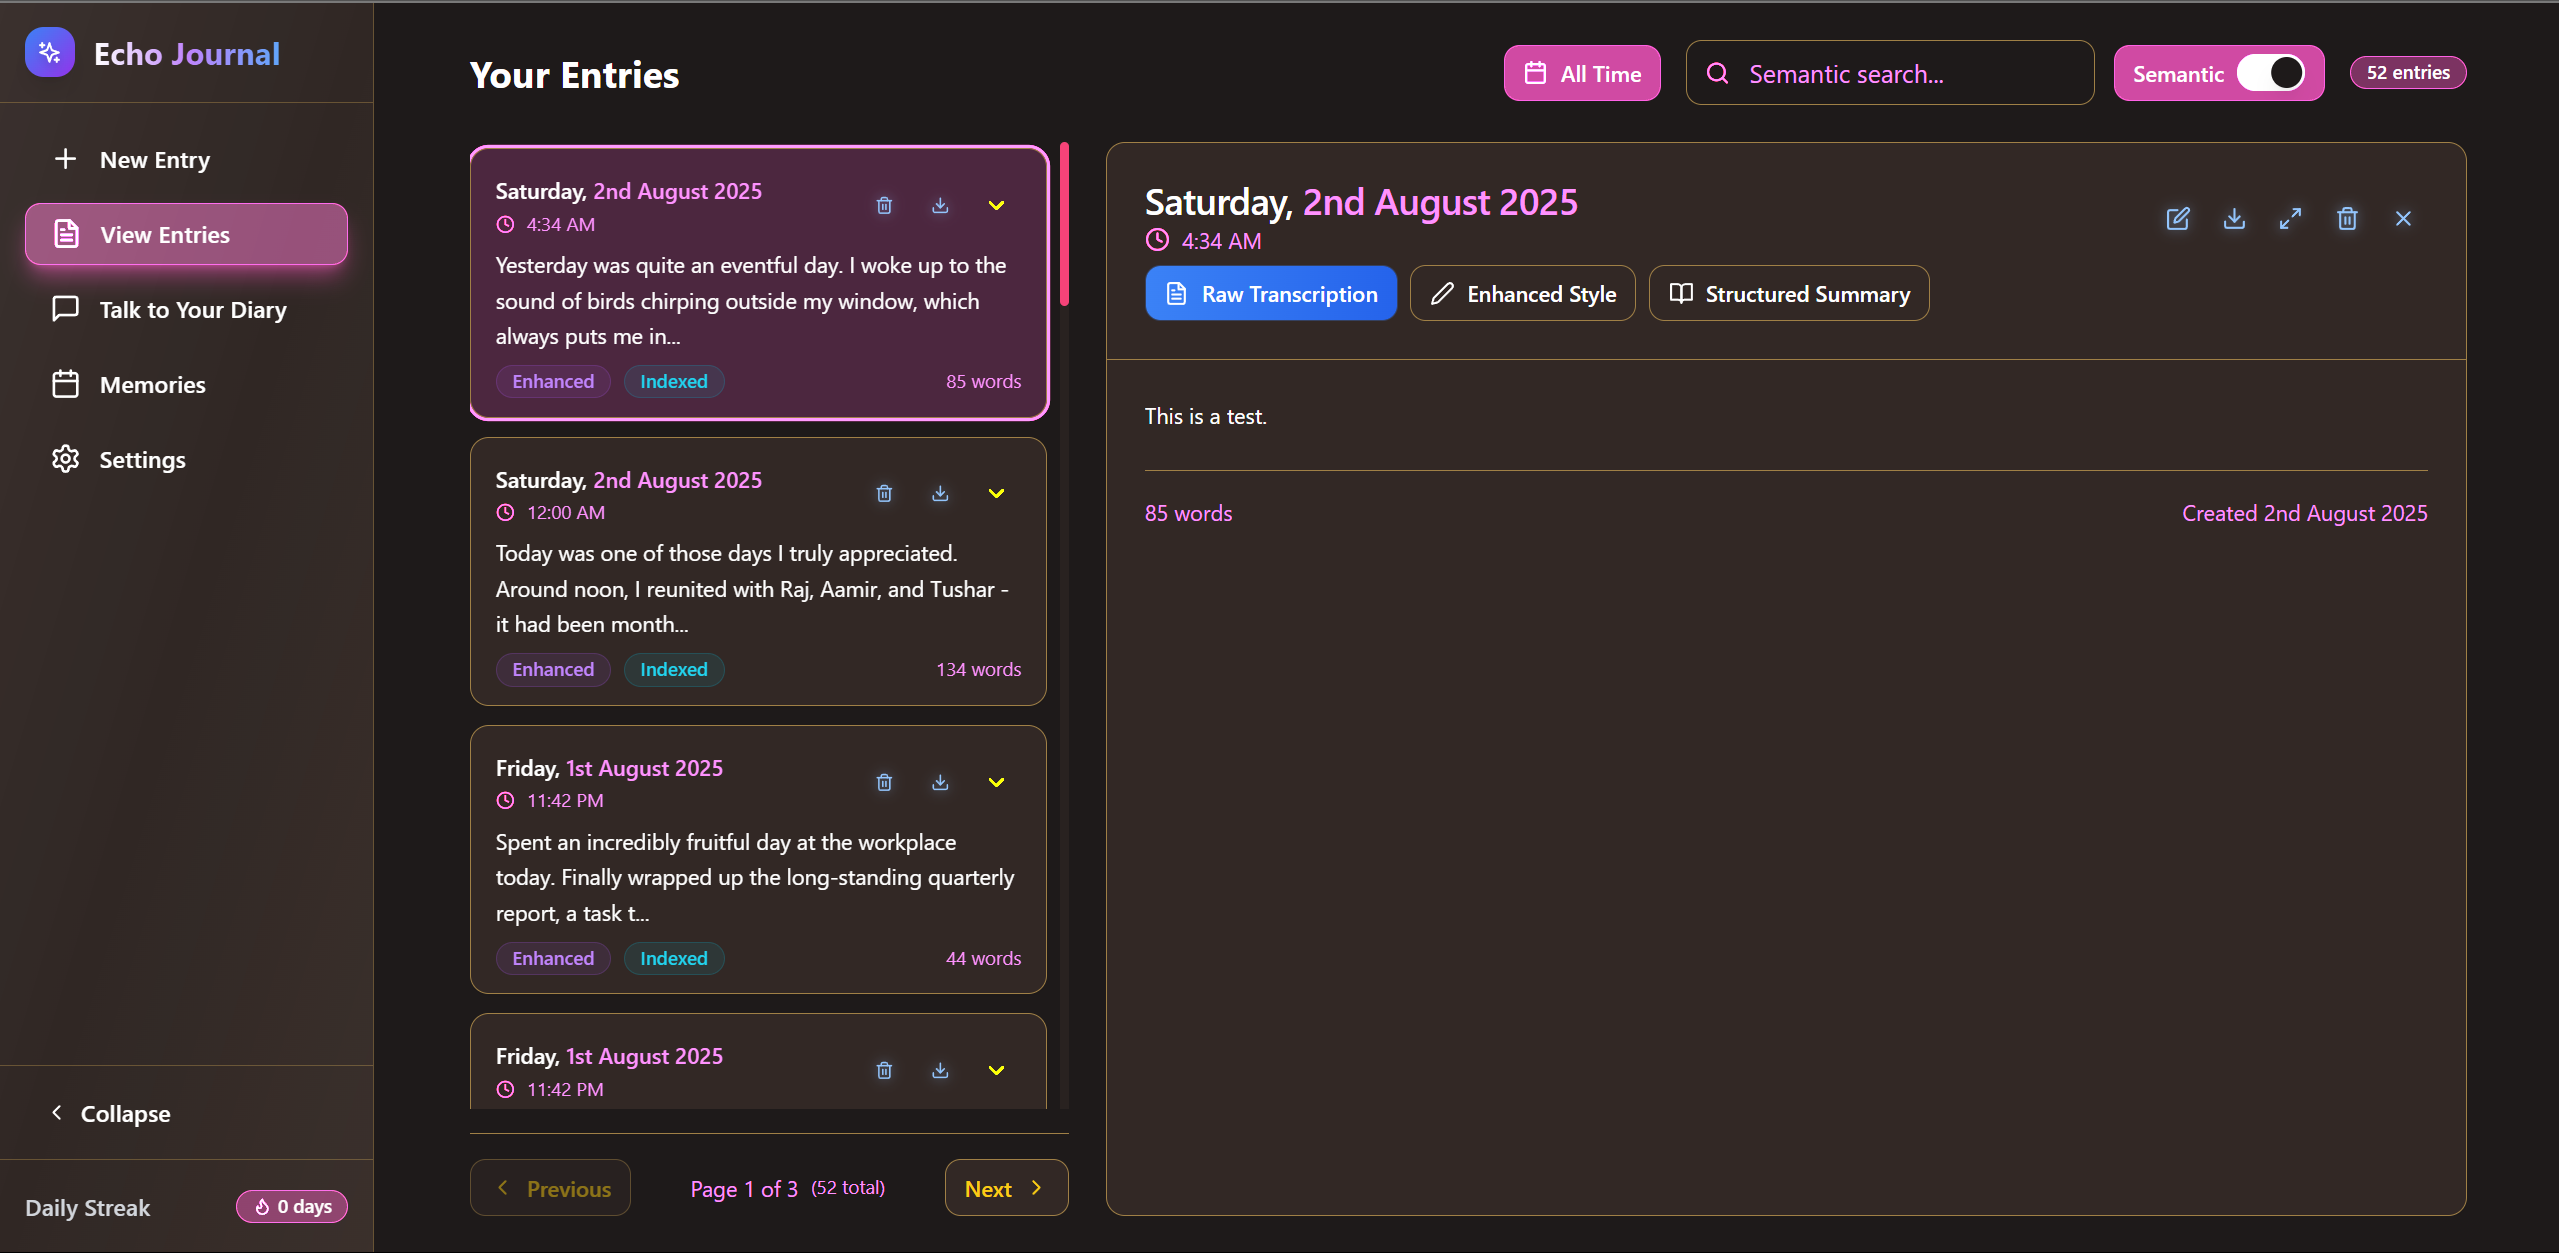 Echo Journal
New Entry
View Entries
Talk to Your Diary
Memories
Settings
Collapse
Daily Streak
0 days
Your Entries
All Time
Semantic search...
Semantic
52 entries
Saturday, 2nd August 2025
4:34 AM
Yesterday was quite an eventful day. I woke up to the
sound of birds chirping outside my window, which
always puts me in...
Enhanced
Indexed
85 words
Saturday, 2nd August 2025
12:00 AM
Today was one of those days I truly appreciated.
Around noon, I reunited with Raj, Aamir, and Tushar -
it had been month...
Enhanced
Indexed
134 words
Friday, 1st August 2025
11:42 PM
Spent an incredibly fruitful day at the workplace
today. Finally wrapped up the long-standing quarterly
report, a task t...
Enhanced
Indexed
44 words
Friday, 1st August 2025
11:42 PM
Previous
Page 1 of 3 (52 total)
Next
Saturday, 2nd August 2025
4:34 AM
Raw Transcription
Enhanced Style
Structured Summary
This is a test.
85 words
Created 2nd August 2025